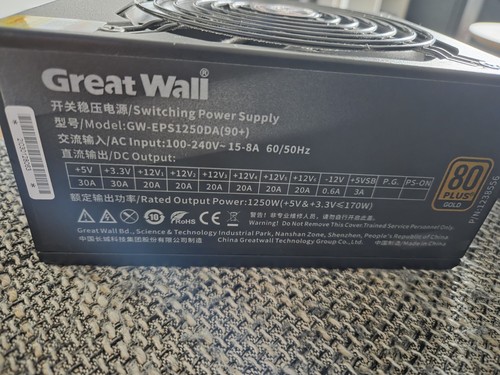 Great Wall®
开关稳压电源/Switching Power Supply
型号/Model:GW-EPS1250DA(90+)
交流输入/AC Input:100-240V~ 15-8A 60/50Hz
直流输出/DC Output:
+5V +3.3V +12V₁ +12V₂ +12V₃ +12V₄ +12V₅ +12V₆ -12V +5VSB P.G. PS-ON
30A 30A 20A 20A 20A 20A 20A 20A 0.6A 3A
额定输出功率/Rated Output Power:1250W(+5V&+3.3V≤170W)
10 RoHS CE
警告！非专业维修人员，请勿自行开启此盖。
Warning! Do Not Remove This Cover.Trained Service Personnel Only.
Great Wall Bd., Science & Technology Industrial Park, Nanshan Zone, Shenzhen, People's Republic of China
中国长城科技集团股份有限公司制造 China Greatwall Technology Group Co.,Ltd. Made in China
80
PLUS®
GOLD